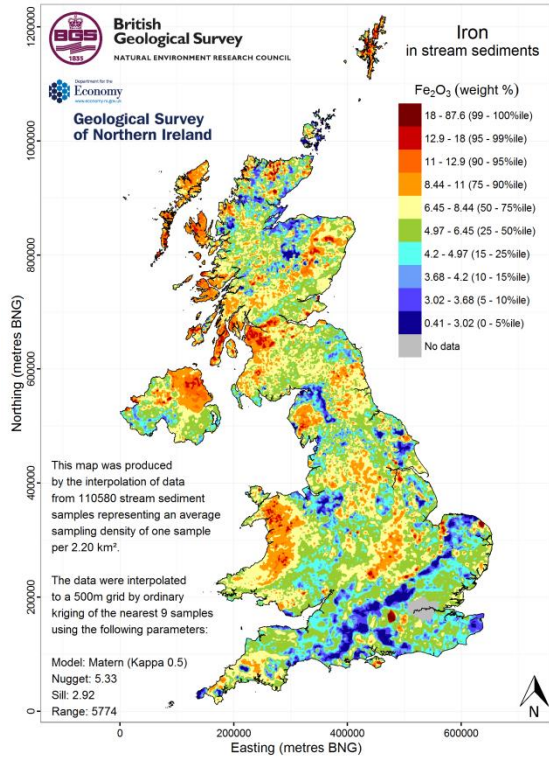 BGS
1835
British
Geological Survey
NATURAL ENVIRONMENT RESEARCH COUNCIL
Department for the
Economy
www.economy-ni.gov.uk
Geological Survey
of Northern Ireland
Iron
in stream sediments
Fe₂O₃ (weight %)
18 - 87.6 (99 - 100%ile)
12.9 - 18 (95 - 99%ile)
11 - 12.9 (90 - 95%ile)
8.44 - 11 (75 - 90%ile)
6.45 - 8.44 (50 - 75%ile)
4.97 - 6.45 (25 - 50%ile)
4.2 - 4.97 (15 - 25%ile)
3.68 - 4.2 (10 - 15%ile)
3.02 - 3.68 (5 - 10%ile)
0.41 - 3.02 (0 - 5%ile)
No data
1200000
1000000
800000
600000
400000
200000
0
Northing (metres BNG)
This map was produced
by the interpolation of data
from 110580 stream sediment
samples representing an average
sampling density of one sample
per 2.20 km².
The data were interpolated
to a 500m grid by ordinary
kriging of the nearest 9 samples
using the following parameters:
Model: Matern (Kappa 0.5)
Nugget: 5.33
Sill: 2.92
Range: 5774
N
0 200000 400000 600000
Easting (metres BNG)